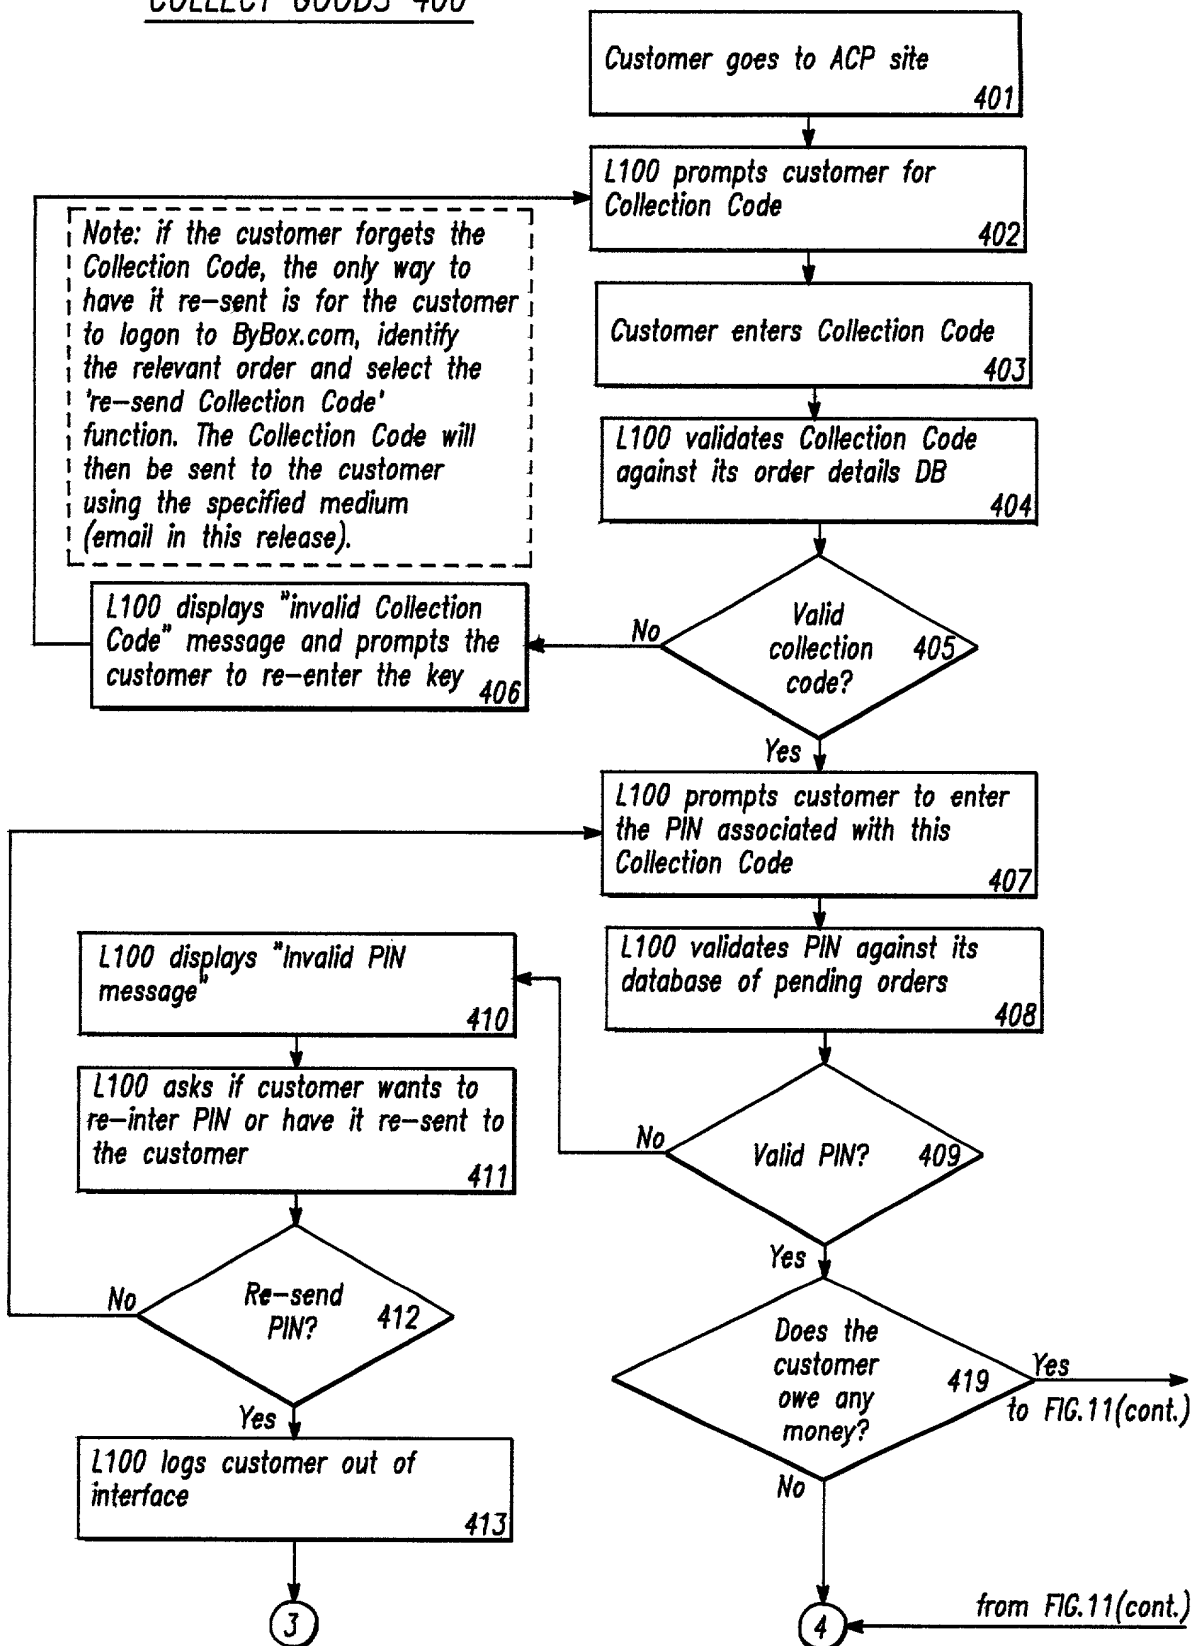 COLLECT GOODS 400
Customer goes to ACP site
401
L100 prompts customer for
Collection Code
402
Note: if the customer forgets the
Collection Code, the only way to
have it re-sent is for the customer
to logon to ByBox.com, identify
the relevant order and select the
're-send Collection Code'
function. The Collection Code will
then be sent to the customer
using the specified medium
(email in this release).
Customer enters Collection Code
403
L100 validates Collection Code
against its order details DB
404
Valid
collection
code?
405
No
L100 displays "invalid Collection
Code" message and prompts the
customer to re-enter the key
406
Yes
L100 prompts customer to enter
the PIN associated with this
Collection Code
407
L100 validates PIN against its
database of pending orders
408
L100 displays "Invalid PIN
message"
410
L100 asks if customer wants to
re-inter PIN or have it re-sent to
the customer
411
No
Valid PIN?
409
Yes
No
Re-send
PIN?
412
Yes
Does the
customer
owe any
money?
419
Yes
to FIG.11(cont.)
No
L100 logs customer out of
interface
413
3
4
from FIG.11(cont.)